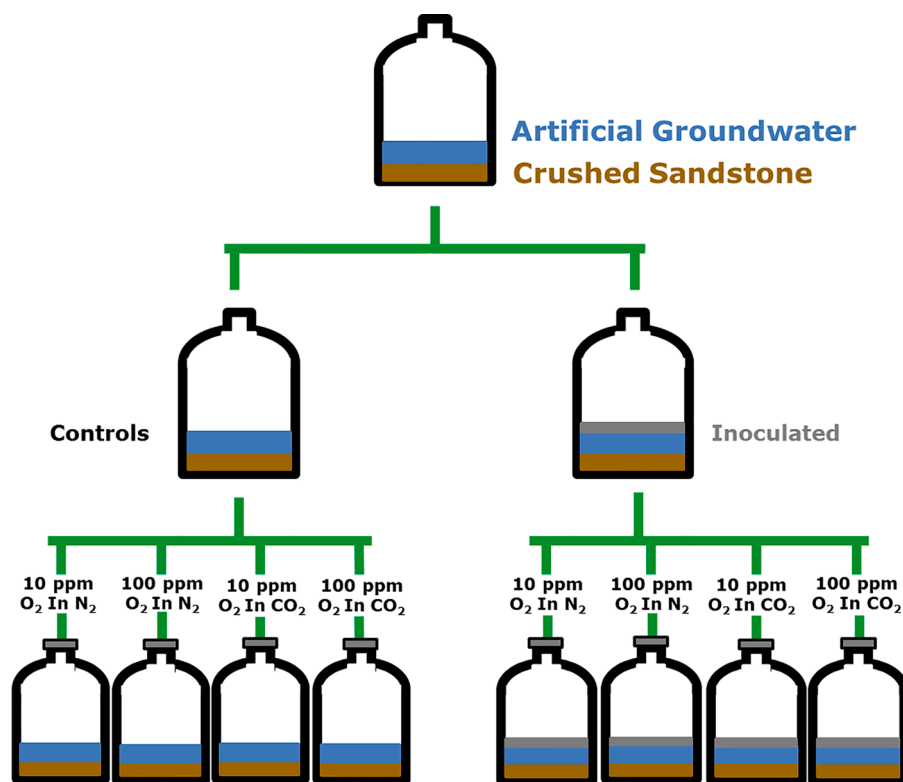 Artificial Groundwater
Crushed Sandstone
Controls
Inoculated
10 ppm
O₂ In N₂
100 ppm
O₂ In N₂
10 ppm
O₂ In CO₂
100 ppm
O₂ In CO₂
10 ppm
O₂ In N₂
100 ppm
O₂ In N₂
10 ppm
O₂ In CO₂
100 ppm
O₂ In CO₂